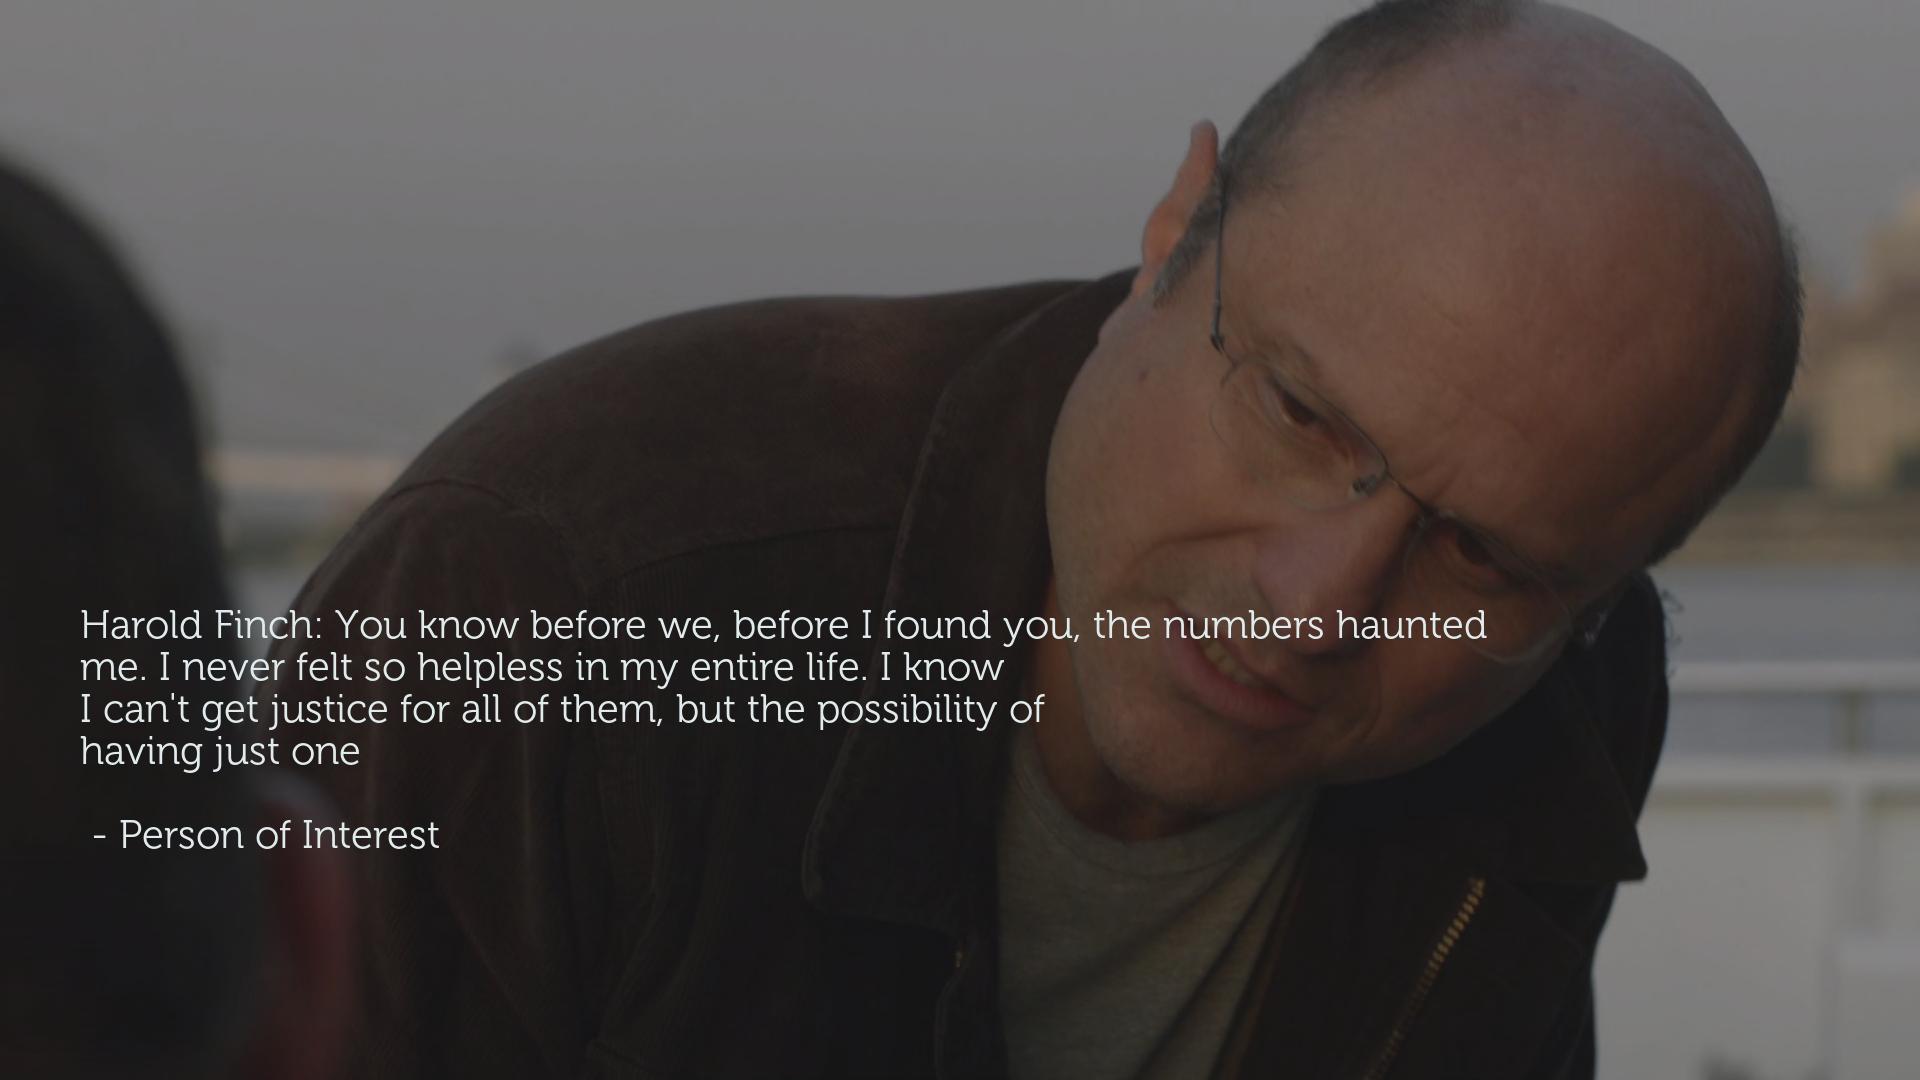 Harold Finch: You know before we, before I found you, the numbers haunted
me. I never felt so helpless in my entire life. I know
I can't get justice for all of them, but the possibility of
having just one
- Person of Interest